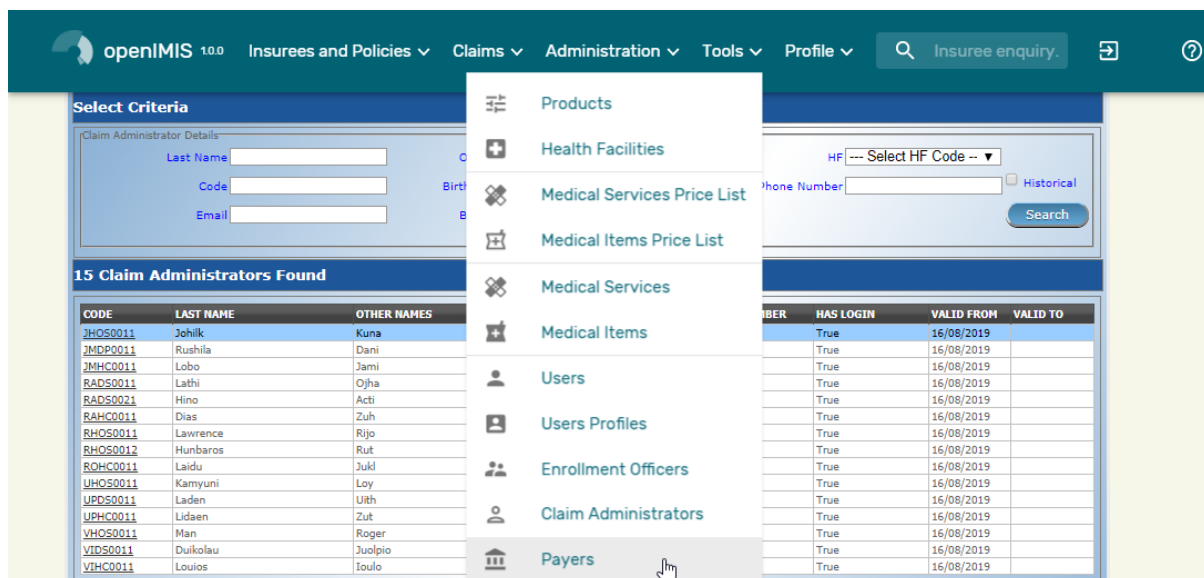 openIMIS 1.0.0 Insurees and Policies Claims Administration Tools Profile Insuree enquiry.
Select Criteria
Claim Administrator Details
Last Name
HF --- Select HF Code --
Code
Phone Number
Historical
Email
Search
Products
Health Facilities
Medical Services Price List
Medical Items Price List
Medical Services
Medical Items
Users
Users Profiles
Enrollment Officers
Claim Administrators
Payers
15 Claim Administrators Found
CODE LAST NAME OTHER NAMES HAS LOGIN VALID FROM VALID TO
JHOS0011 Johilk Kuna True 16/08/2019
JMDP0011 Rushila Dani True 16/08/2019
JMHC0011 Lobo Jami True 16/08/2019
RADS0011 Lathi Ojha True 16/08/2019
RADS0021 Hino Acti True 16/08/2019
RAHC0011 Dias Zuh True 16/08/2019
RHOS0011 Lawrence Rijo True 16/08/2019
RHOS0012 Hunbaros Rut True 16/08/2019
ROHC0011 Laidu Jukl True 16/08/2019
UHOS0011 Kamyuni Loy True 16/08/2019
UPDS0011 Laden Uith True 16/08/2019
UPHC0011 Lidaen Zut True 16/08/2019
VHOS0011 Man Roger True 16/08/2019
VIDS0011 Duikolau Juolpio True 16/08/2019
VIHC0011 Louios Ioulo True 16/08/2019